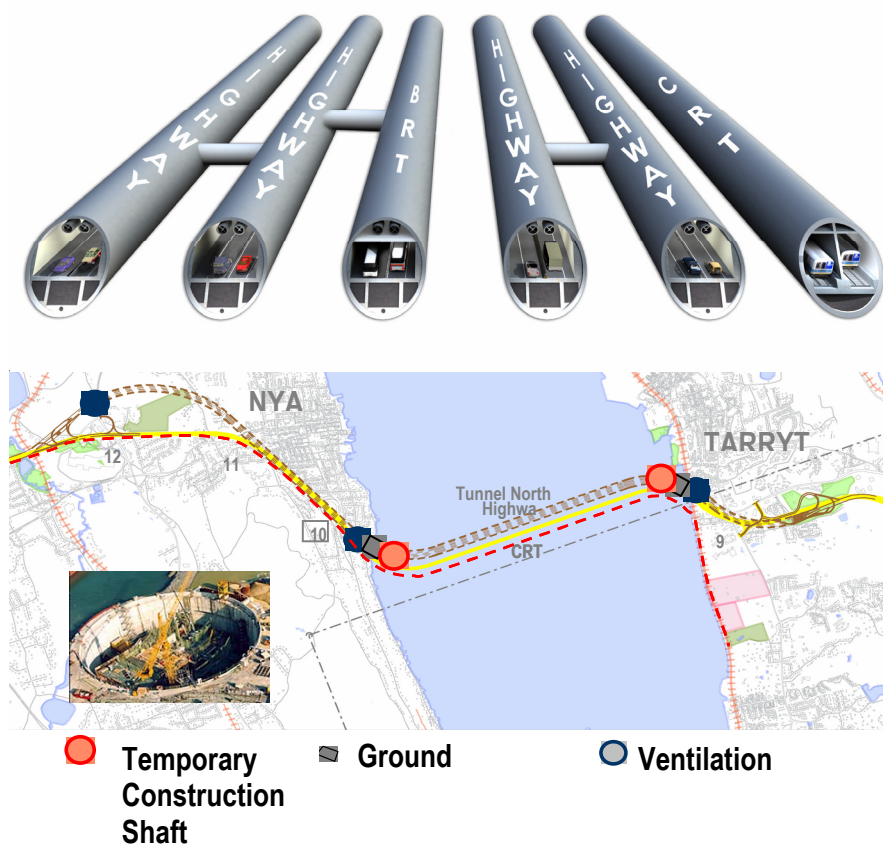 HIGHWAY
HIGHWAY
BRT
HIGHWAY
HIGHWAY
CRT
NYA
TARRYT
12
11
Tunnel North
Highwa
10
CRT
9
Temporary
Construction
Shaft
Ground
Ventilation